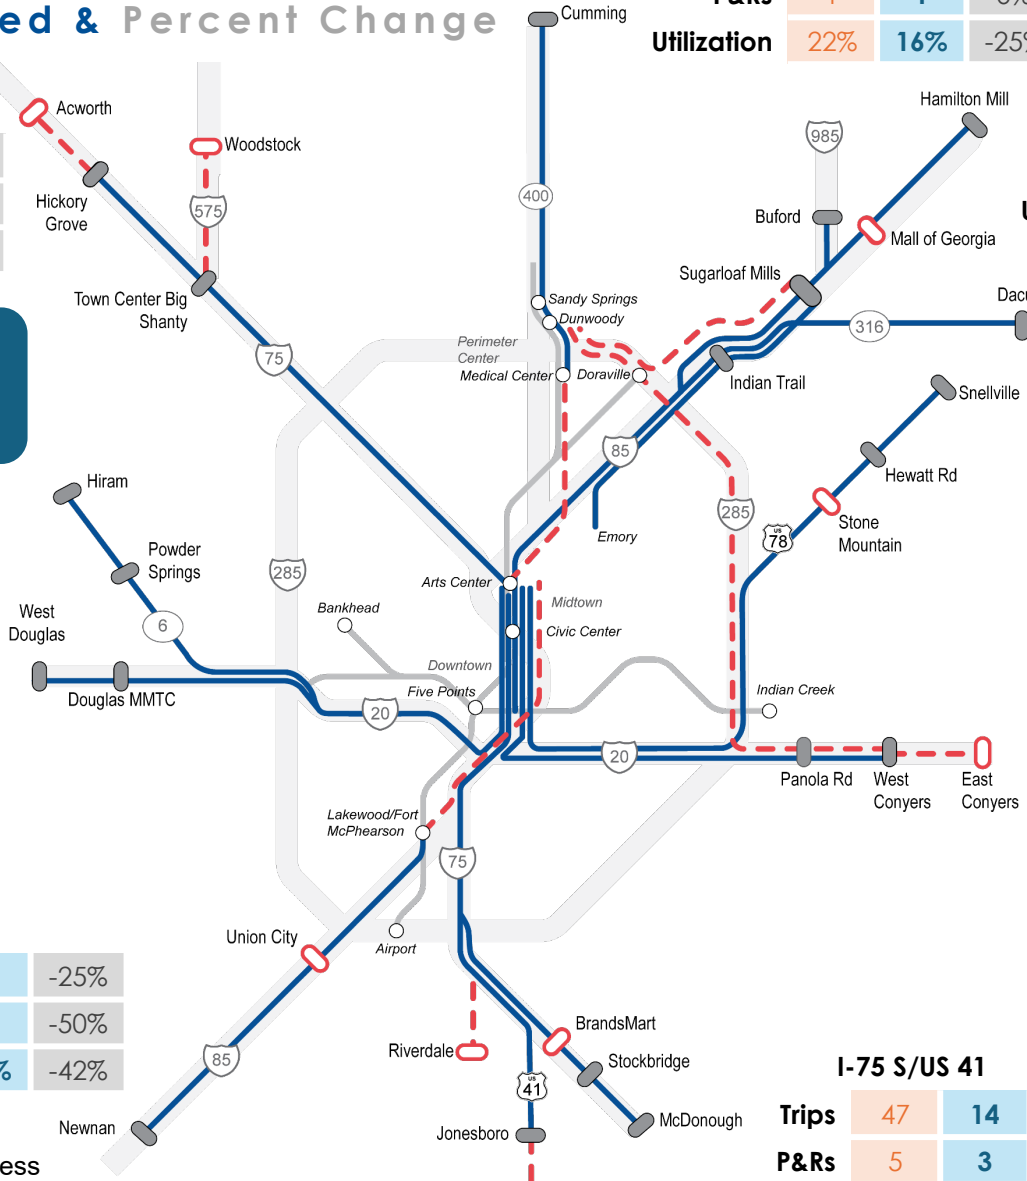 ed & Percent Change
Cumming
Utilization 22% 16%
Acworth
Woodstock
Hamilton Mill
985
Hickory
Grove
575
400
Buford
Mall of Georgia
Town Center Big
Shanty
Sugarloaf Mills
Sandy Springs
Dunwoody
316
75
Perimeter
Center
Medical Center
Doraville
Indian Trail
Snellville
85
Hewatt Rd
Hiram
285
Stone
Mountain
US
78
Emory
Powder
Springs
285
Arts Center
Midtown
Bankhead
Civic Center
West
Douglas
6
Downtown
Five Points
Indian Creek
Douglas MMTC
20
20
Panola Rd
West
Conyers
East
Conyers
Lakewood/Fort
McPhearson
75
Union City
Airport
-25%
-50%
-42%
BrandsMart
Riverdale
Stockbridge
85
US
41
McDonough
Newnan
Jonesboro
ess
I-75 S/US 41
Trips 47 14
P&Rs 5 3